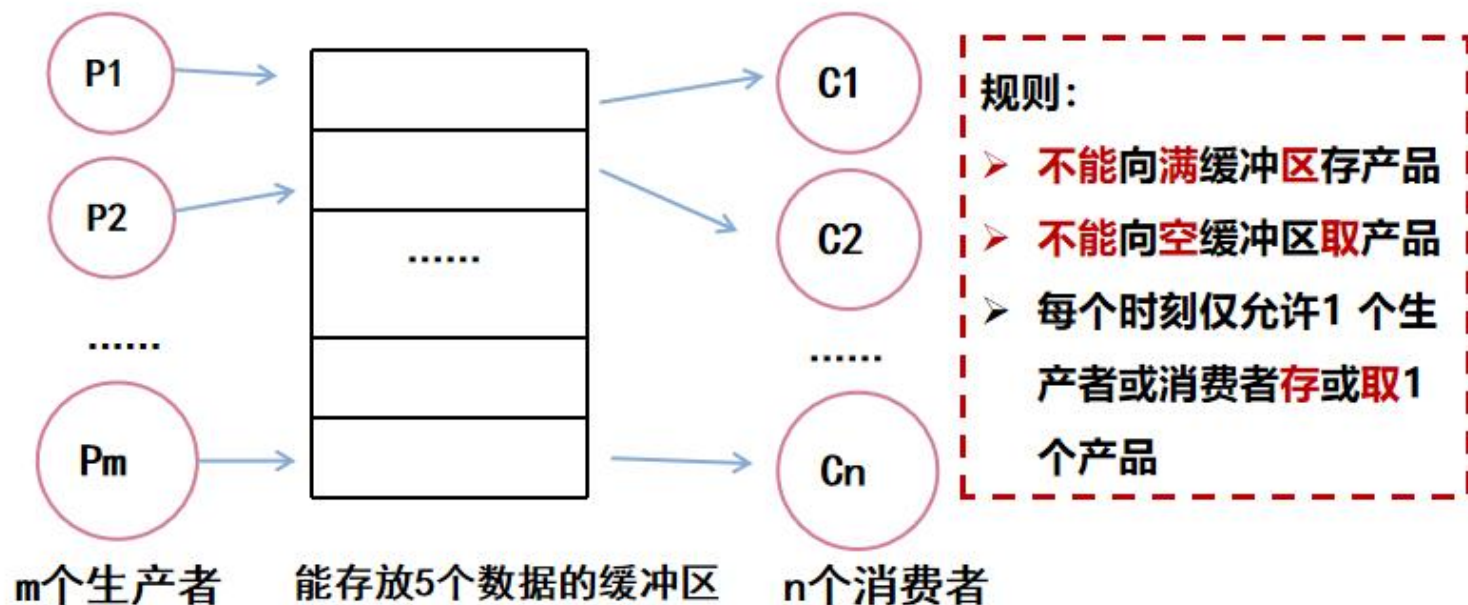 P1
P2
......
Pm
m个生产者
......
能存放5个数据的缓冲区
C1
C2
......
Cn
n个消费者
规则：
➢ 不能向满缓冲区存产品
➢ 不能向空缓冲区取产品
➢ 每个时刻仅允许1 个生
产者或消费者存或取1
个产品